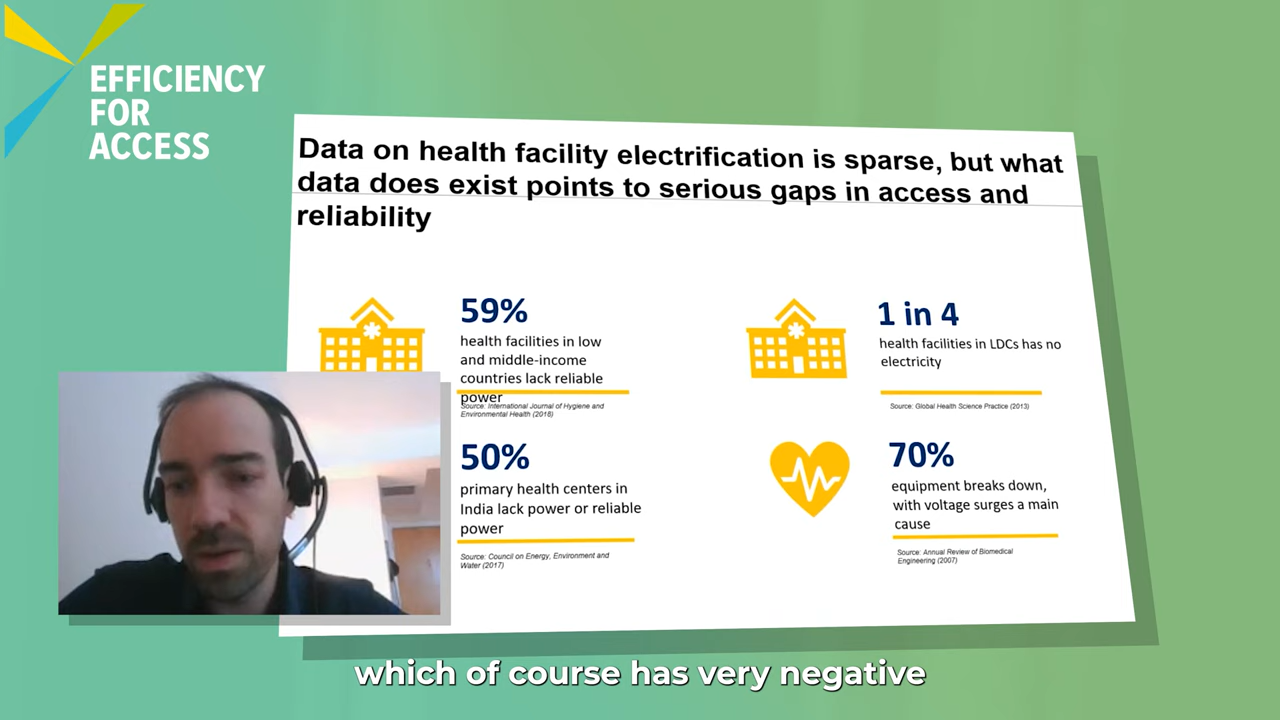 EFFICIENCY
FOR
ACCESS
Data on health facility electrification is sparse, but what
data does exist points to serious gaps in access and
reliability
59%
health facilities in low
and middle-income
countries lack reliable
power
Source: International Journal of Hygiene and
Environmental Health (2018)
1 in 4
health facilities in LDCs has no
electricity
Source: Global Health Science Practice (2013)
50%
primary health centers in
India lack power or reliable
power
Source: Council on Energy, Environment and
Water (2017)
70%
equipment breaks down,
with voltage surges a main
cause
Source: Annual Review of Biomedical
Engineering (2007)
which of course has very negative